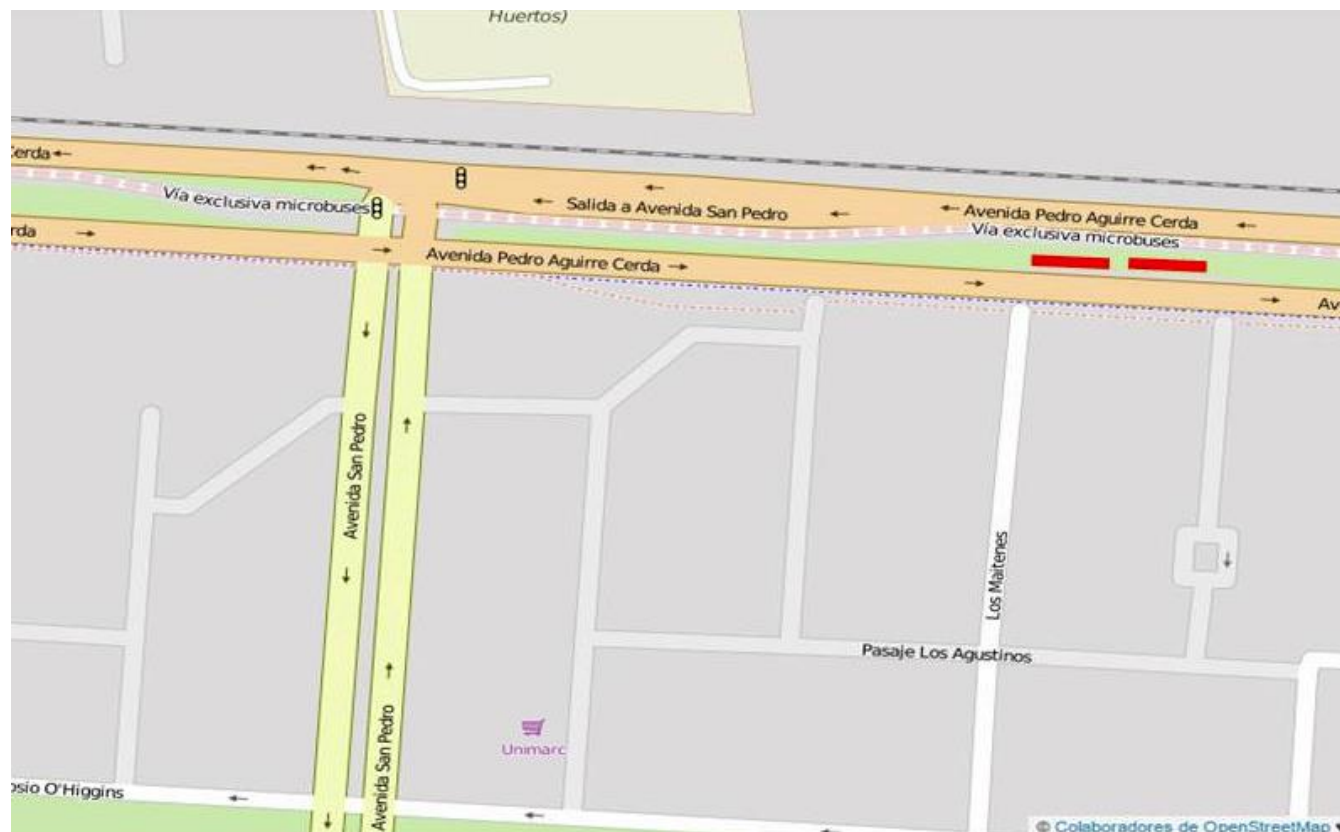 Huertos)
Cerda
Vía exclusiva microbuses
Salida a Avenida San Pedro
Avenida Pedro Aguirre Cerda
Vía exclusiva microbuses
rda
Avenida Pedro Aguirre Cerda
Av
Avenida San Pedro
Los Maitenes
Pasaje Los Agustinos
Avenida San Pedro
Unimarc
osio O'Higgins
© Colaboradores de OpenStreetMap